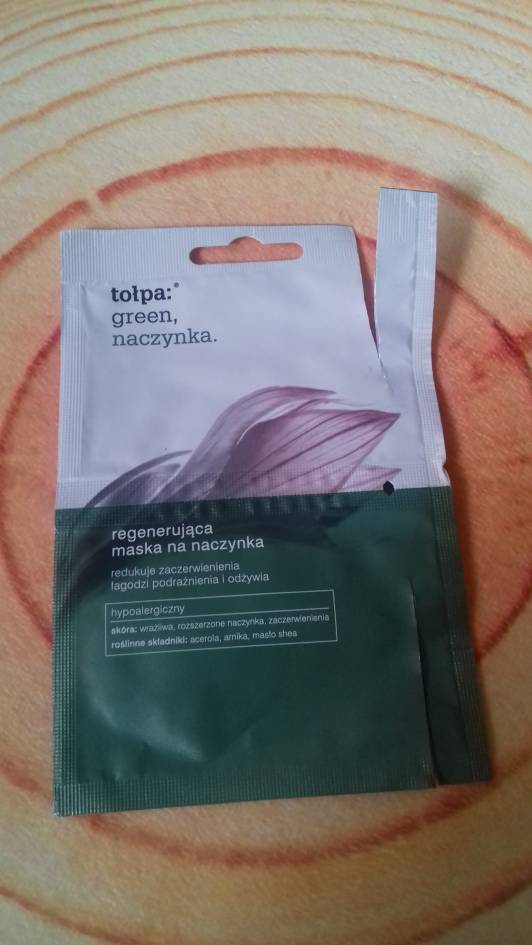 tołpa:®
green,
naczynka.
regenerująca
maska na naczynka
redukuje zaczerwienienia
łagodzi podrażnienia i odżywia
hypoalergiczny
skóra: wrażliwa, rozszerzone naczynka, zaczerwienienia
roślinne składniki: acerola, arnika, masło shea